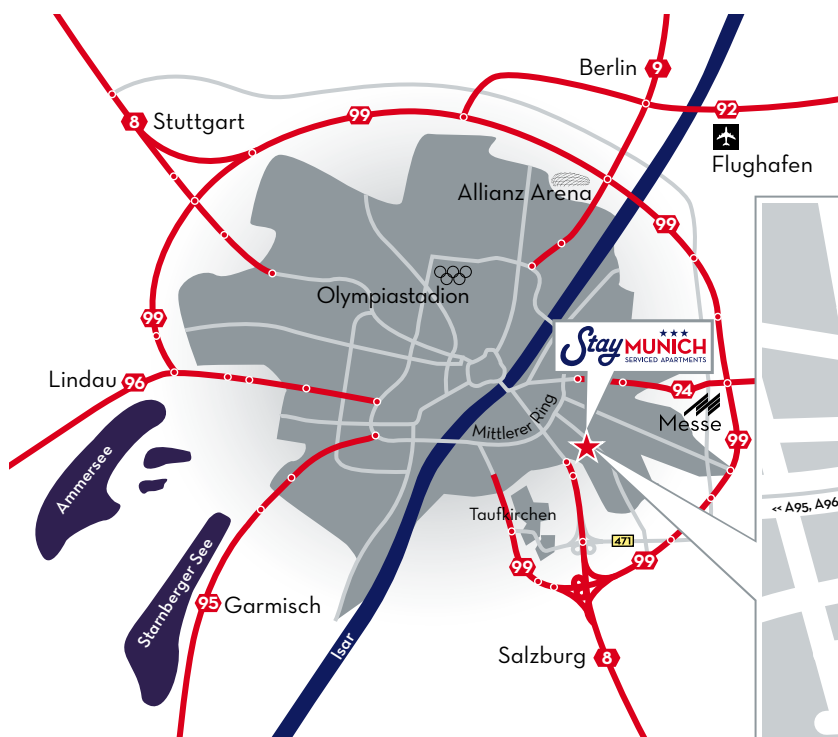 Berlin
9
92
8
Stuttgart
99
Flughafen
Allianz Arena
99
Olympiastadion
99
Stay MUNICH
SERVICED APARTMENTS
Lindau
96
94
Mittlerer Ring
Messe
99
Ammersee
Taufkirchen
<< A95, A96
471
Starnberger See
99
99
95
Garmisch
Isar
Salzburg
8